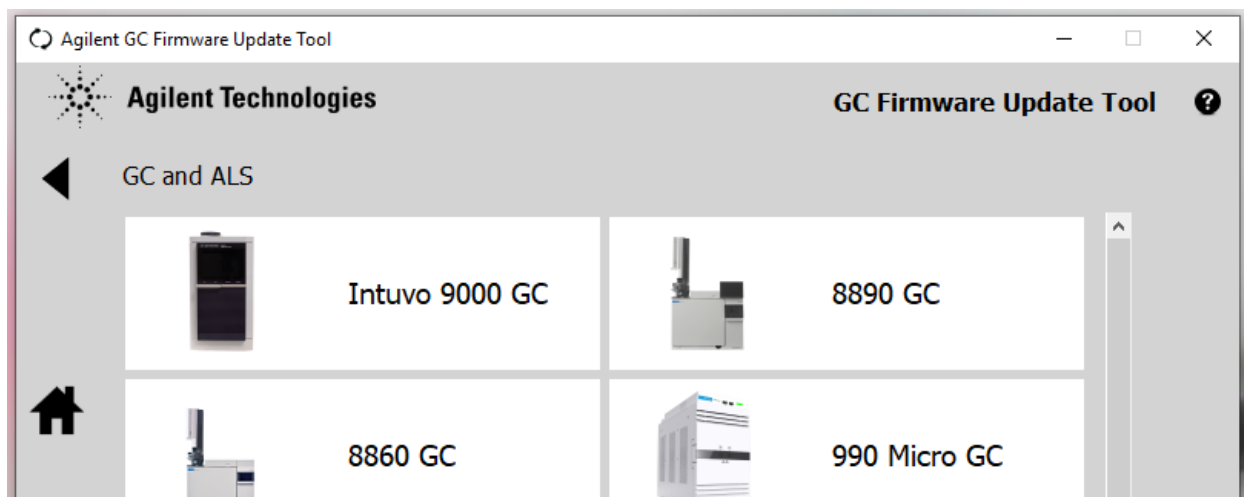 Agilent GC Firmware Update Tool
Agilent Technologies
GC Firmware Update Tool
GC and ALS
Intuvo 9000 GC
8890 GC
8860 GC
990 Micro GC